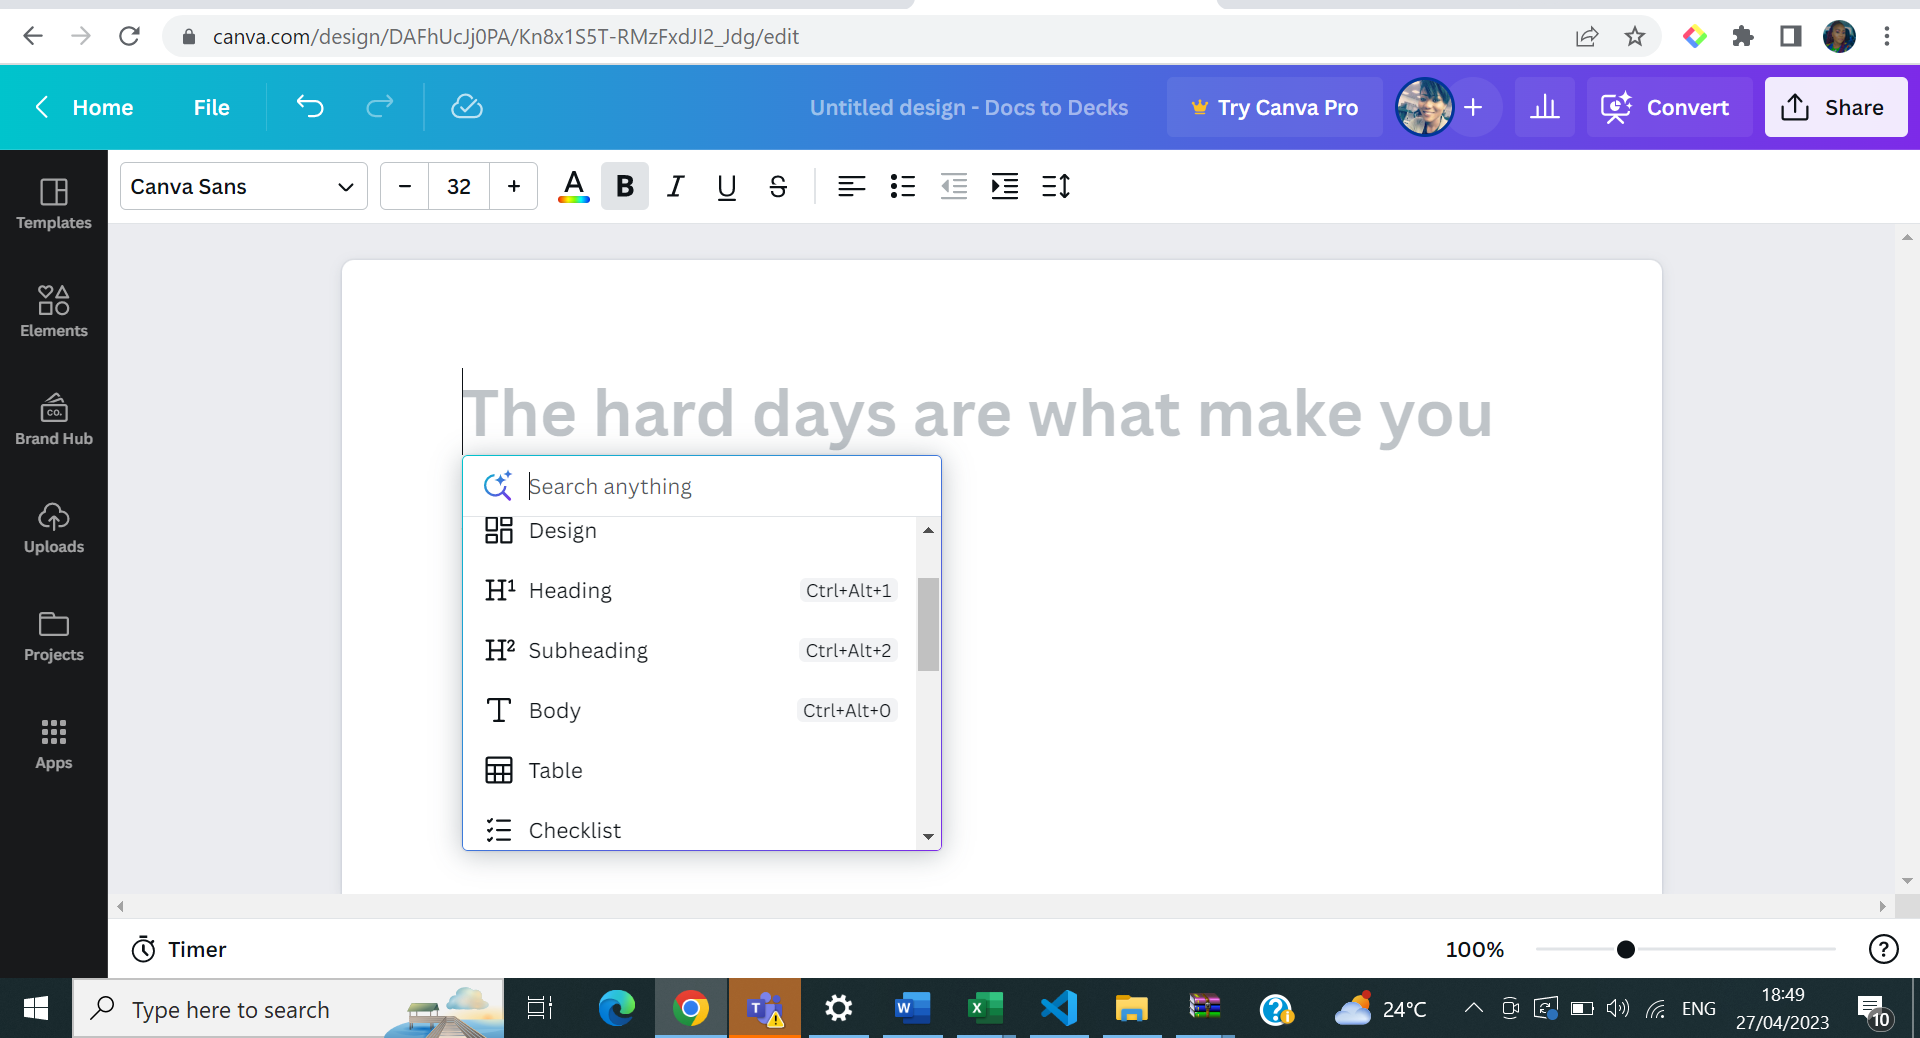 canva.com/design/DAFhUcJj0PA/Kn8x1S5T-RMzFxdJI2_Jdg/edit
Home File Untitled design - Docs to Decks Try Canva Pro Convert Share
Canva Sans 32 A B I U S
Templates
Elements
CO.
Brand Hub
Uploads
Projects
Apps
The hard days are what make you
Search anything
Design
H1 Heading Ctrl+Alt+1
H2 Subheading Ctrl+Alt+2
T Body Ctrl+Alt+0
Table
Checklist
Timer 100% ?
Type here to search 24°C ENG 18:49
27/04/2023 10